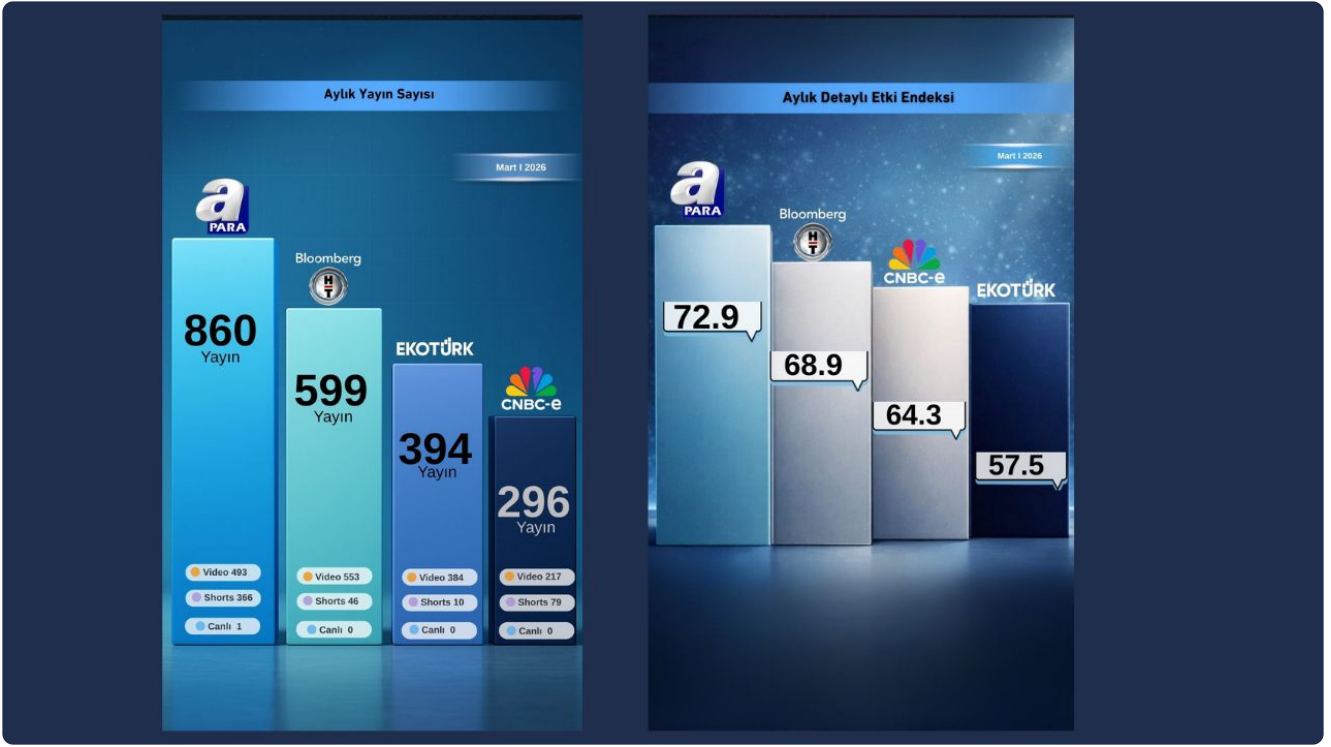 Aylık Yayın Sayısı
Mart I 2026
a
PARA
860
Yayın
Video 493
Shorts 366
Canlı 1
Bloomberg
HT
599
Yayın
Video 553
Shorts 46
Canlı 0
EKOTÜRK
394
Yayın
Video 384
Shorts 10
Canlı 0
CNBC-e
296
Yayın
Video 217
Shorts 79
Canlı 0
Aylık Detaylı Etki Endeksi
Mart I 2026
a
PARA
72.9
Bloomberg
HT
68.9
CNBC-e
64.3
EKOTÜRK
57.5